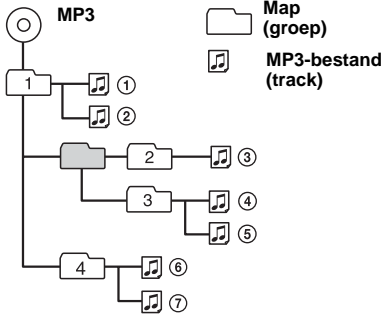 MP3
Map
(groep)
MP3-bestand
(track)
1
①
②
2
③
3
④
⑤
4
⑥
⑦